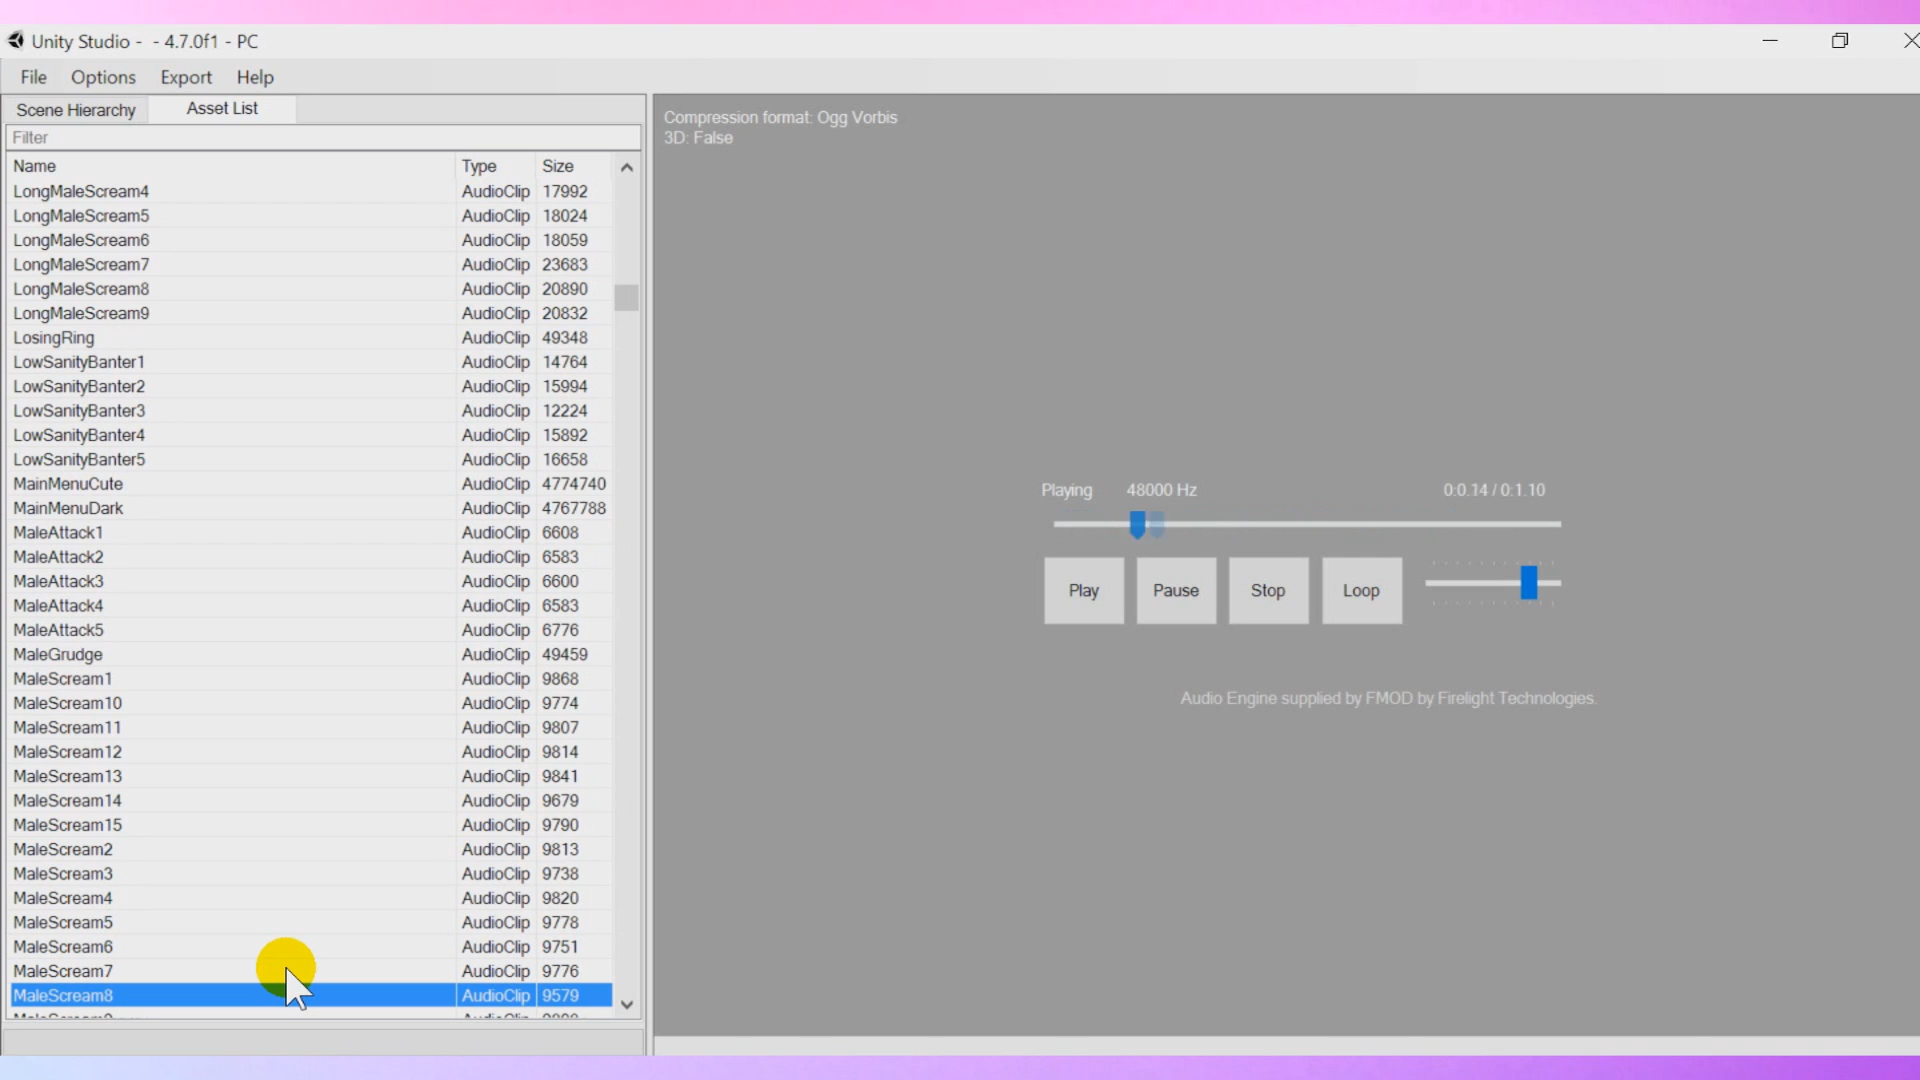 Unity Studio - - 4.7.0f1 - PC
File Options Export Help
Scene Hierarchy Asset List
Filter
Name Type Size
LongMaleScream4 AudioClip 17992
LongMaleScream5 AudioClip 18024
LongMaleScream6 AudioClip 18059
LongMaleScream7 AudioClip 23683
LongMaleScream8 AudioClip 20890
LongMaleScream9 AudioClip 20832
LosingRing AudioClip 49348
LowSanityBanter1 AudioClip 14764
LowSanityBanter2 AudioClip 15994
LowSanityBanter3 AudioClip 12224
LowSanityBanter4 AudioClip 15892
LowSanityBanter5 AudioClip 16658
MainMenuCute AudioClip 4774740
MainMenuDark AudioClip 4767788
MaleAttack1 AudioClip 6608
MaleAttack2 AudioClip 6583
MaleAttack3 AudioClip 6600
MaleAttack4 AudioClip 6583
MaleAttack5 AudioClip 6776
MaleGrudge AudioClip 49459
MaleScream1 AudioClip 9868
MaleScream10 AudioClip 9774
MaleScream11 AudioClip 9807
MaleScream12 AudioClip 9814
MaleScream13 AudioClip 9841
MaleScream14 AudioClip 9679
MaleScream15 AudioClip 9790
MaleScream2 AudioClip 9813
MaleScream3 AudioClip 9738
MaleScream4 AudioClip 9820
MaleScream5 AudioClip 9778
MaleScream6 AudioClip 9751
MaleScream7 AudioClip 9776
MaleScream8 AudioClip 9579
Compression format: Ogg Vorbis
3D: False
Playing 48000 Hz 0:0.14 / 0:1.10
Play Pause Stop Loop
Audio Engine supplied by FMOD by Firelight Technologies.